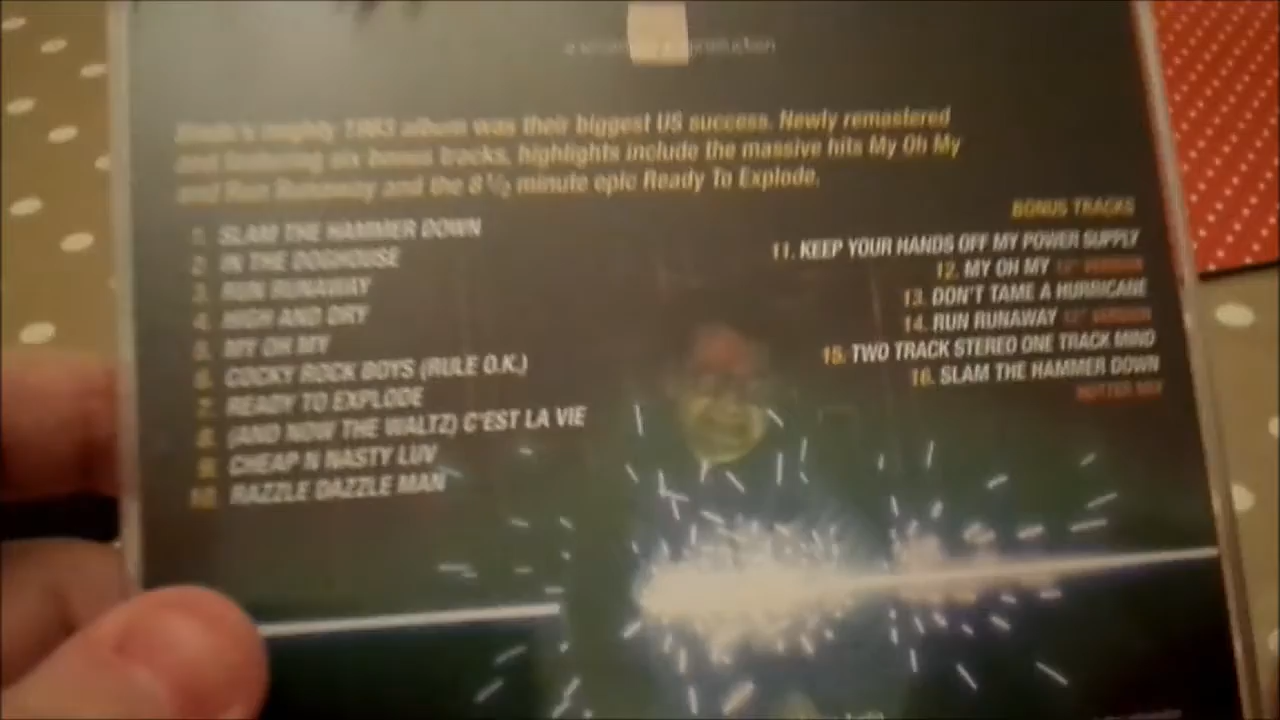 Slade's mighty 1983 album was their biggest US success. Newly remastered
and featuring six bonus tracks, highlights include the massive hits My Oh My
and Run Runaway and the 8½ minute epic Ready To Explode.
1. SLAM THE HAMMER DOWN
2. IN THE DOGHOUSE
3. RUN RUNAWAY
4. HIGH AND DRY
5. MY OH MY
6. COCKY ROCK BOYS (RULE O.K.)
7. READY TO EXPLODE
8. (AND NOW THE WALTZ) C'EST LA VIE
9. CHEAP N NASTY LUV
10. RAZZLE DAZZLE MAN
BONUS TRACKS
11. KEEP YOUR HANDS OFF MY POWER SUPPLY
12. MY OH MY 12" VERSION
13. DON'T TAME A HURRICANE
14. RUN RUNAWAY 12" VERSION
15. TWO TRACK STEREO ONE TRACK MIND
16. SLAM THE HAMMER DOWN
HOTTER MIX